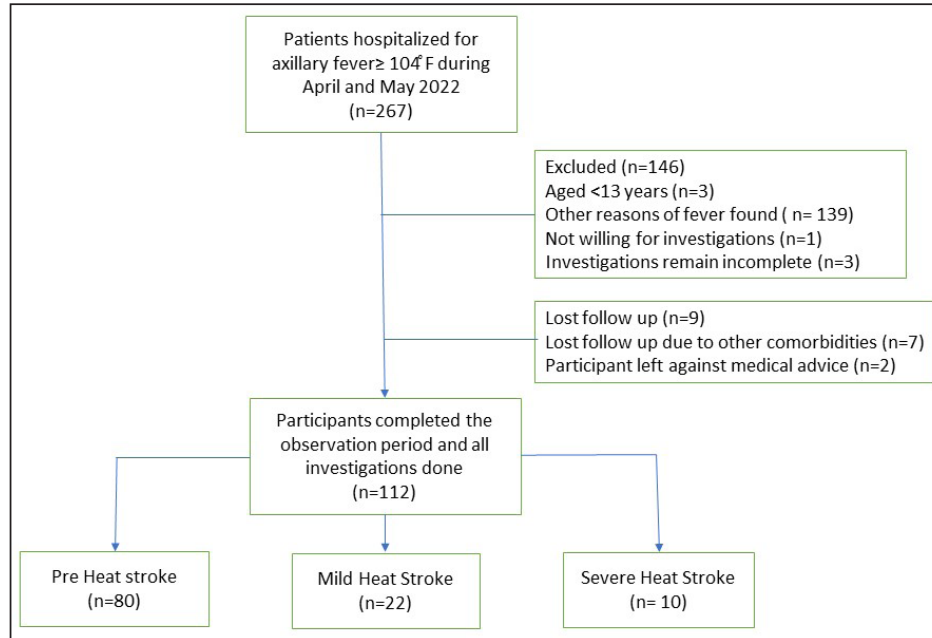 Patients hospitalized for
axillary fever≥ 104°F during
April and May 2022
(n=267)
Excluded (n=146)
Aged <13 years (n=3)
Other reasons of fever found ( n= 139)
Not willing for investigations (n=1)
Investigations remain incomplete (n=3)
Lost follow up (n=9)
Lost follow up due to other comorbidities (n=7)
Participant left against medical advice (n=2)
Participants completed the
observation period and all
investigations done
(n=112)
Pre Heat stroke
(n=80)
Mild Heat Stroke
(n=22)
Severe Heat Stroke
(n= 10)